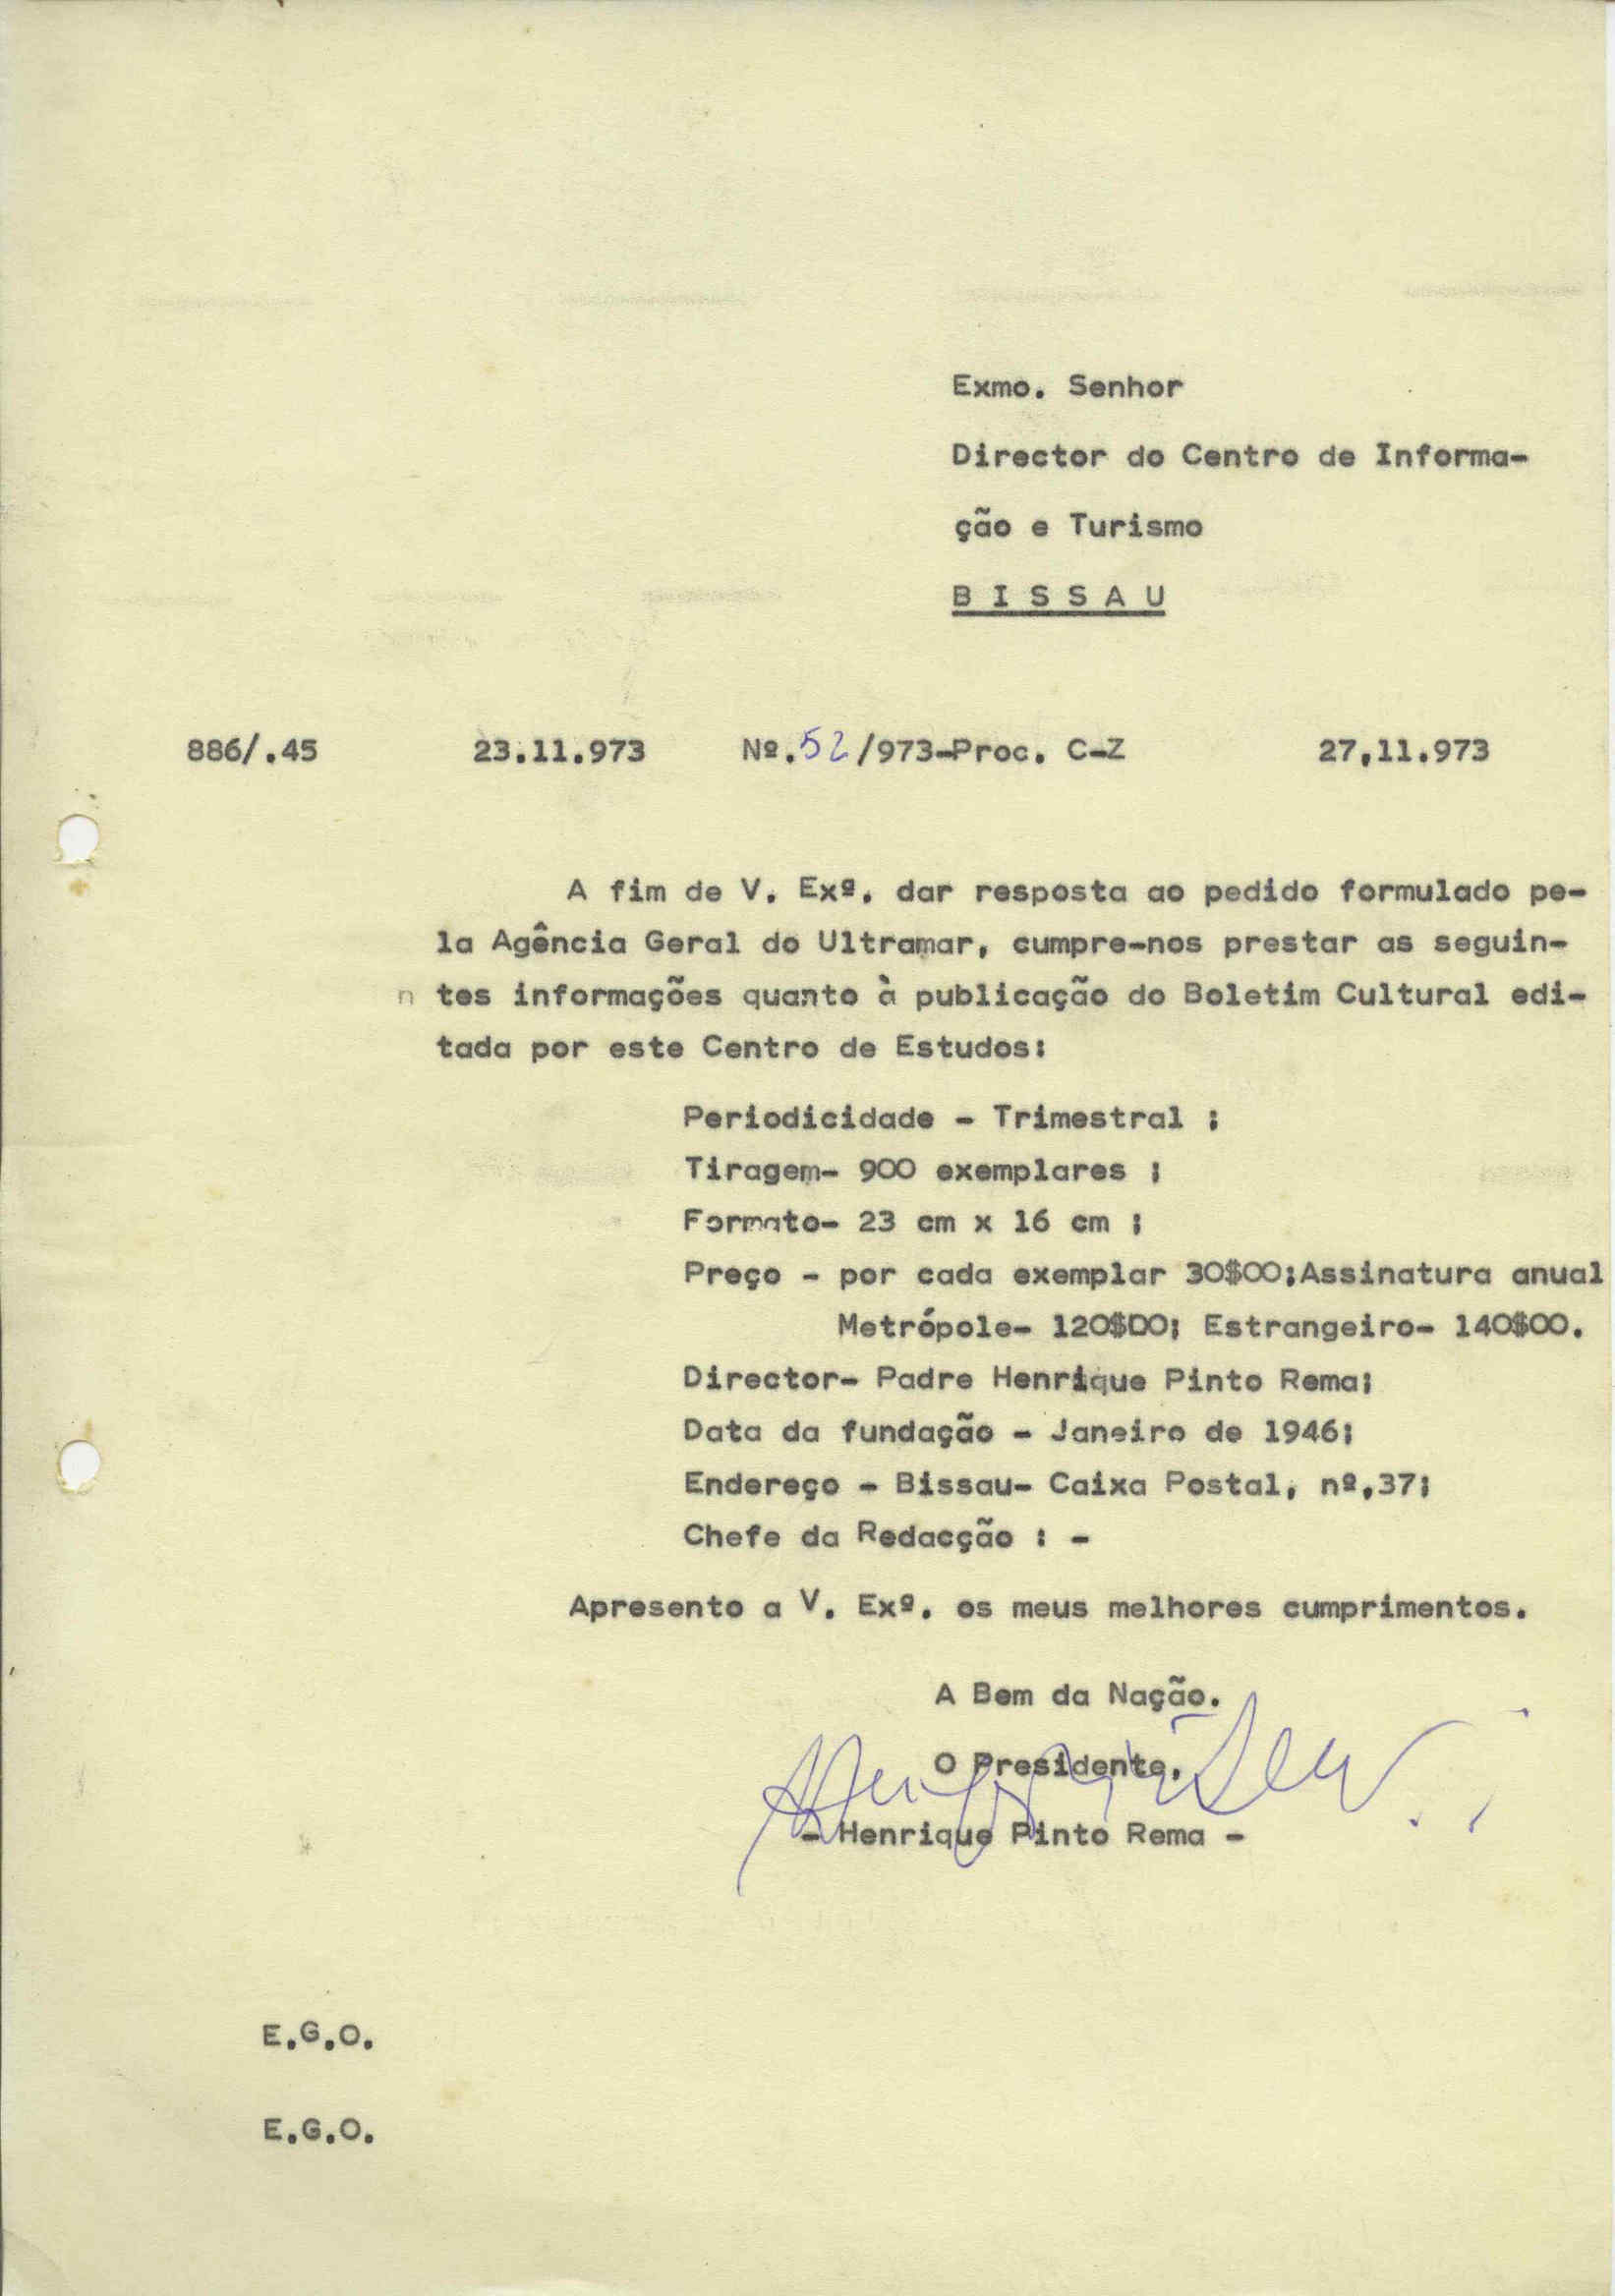 Exmo. Senhor
Director do Centro de Informa-
ção e Turismo
B I S S A U
886/.45 23.11.973 Nº.52/973-Proc. C-Z 27.11.973
A fim de V. Exº. dar resposta ao pedido formulado pe-
la Agência Geral do Ultramar, cumpre-nos prestar as seguin-
n tes informações quanto à publicação do Boletim Cultural edi-
tada por este Centro de Estudos:
Periodicidade - Trimestral ;
Tiragem- 900 exemplares ;
Formato- 23 cm x 16 cm ;
Preço - por cada exemplar 30$00;Assinatura anual
Metrópole- 120$00; Estrangeiro- 140$00.
Director- Padre Henrique Pinto Rema;
Data da fundação - Janeiro de 1946;
Endereço - Bissau- Caixa Postal, nº.37;
Chefe da Redacção : -
Apresento a V. Exº. os meus melhores cumprimentos.
A Bem da Nação.
O Presidente,
- Henrique Pinto Rema -
E.G.O.
E.G.O.